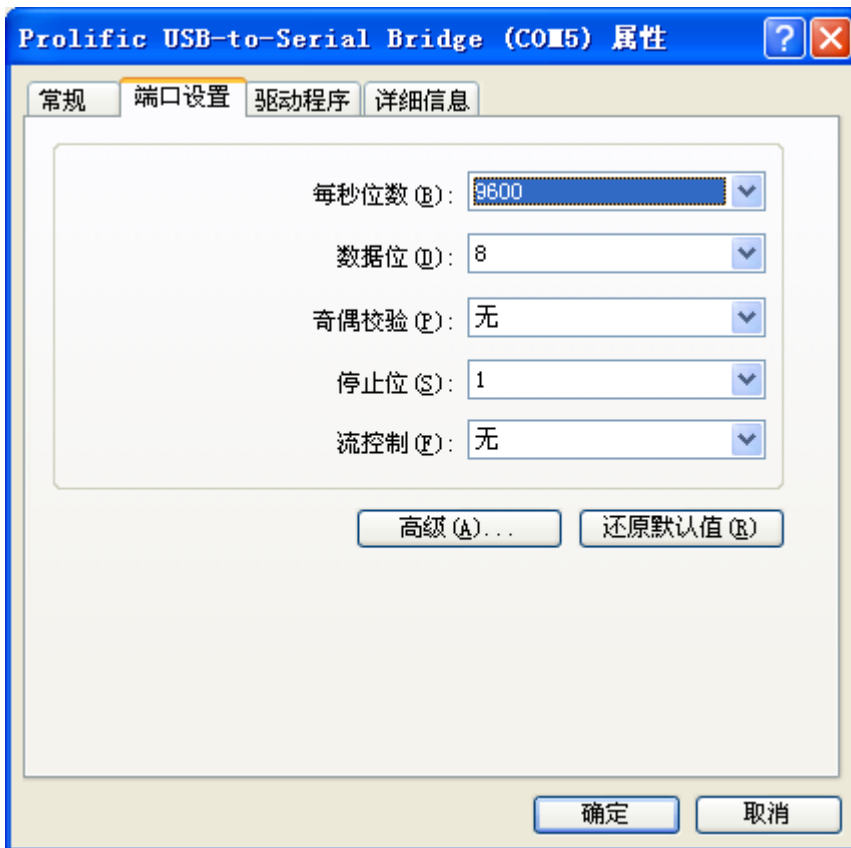 Prolific USB-to-Serial Bridge (COM5) 属性
常规 端口设置 驱动程序 详细信息
每秒位数(B): 9600
数据位(D): 8
奇偶校验(P): 无
停止位(S): 1
流控制(F): 无
高级(A)... 还原默认值(R)
确定 取消